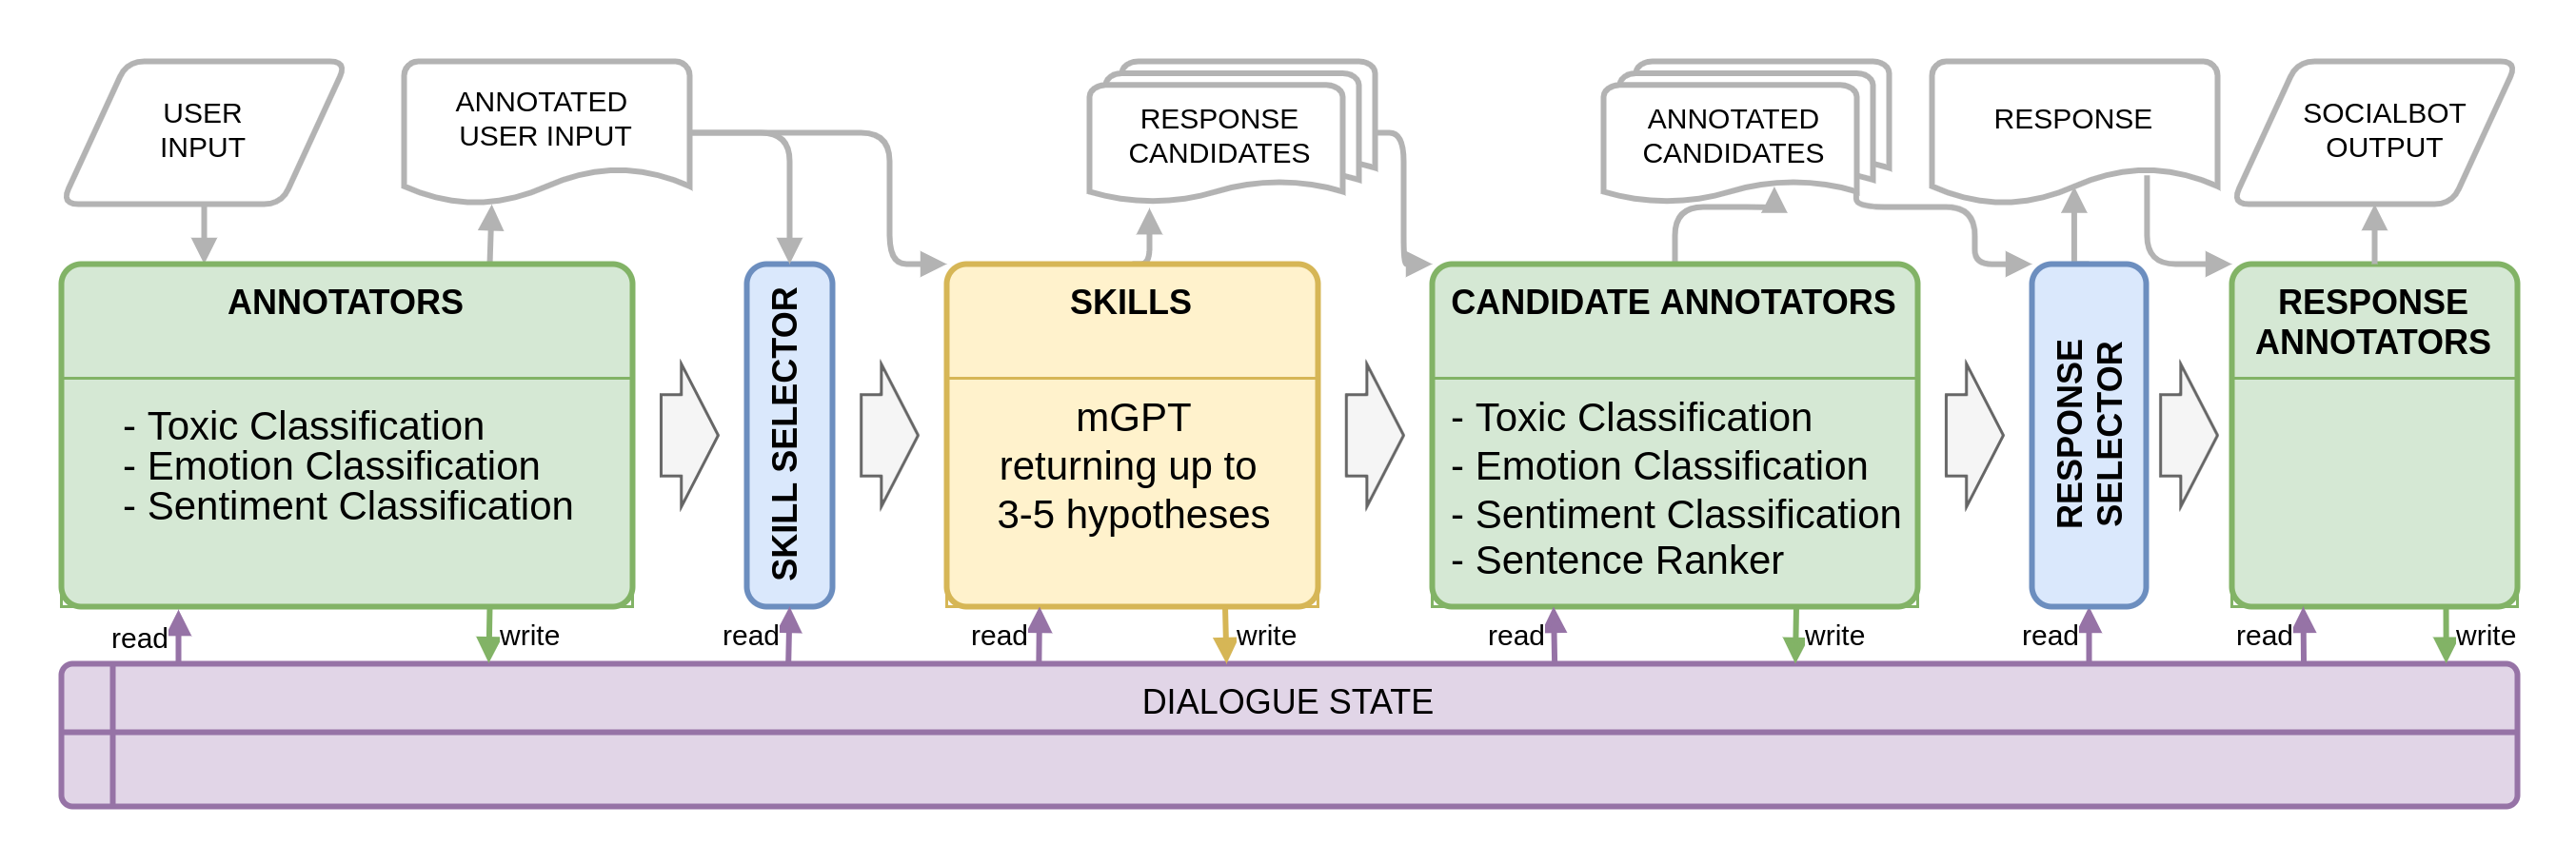 USER
INPUT
ANNOTATED
USER INPUT
RESPONSE
CANDIDATES
ANNOTATED
CANDIDATES
RESPONSE
SOCIALBOT
OUTPUT
ANNOTATORS
- Toxic Classification
- Emotion Classification
- Sentiment Classification
SKILL SELECTOR
SKILLS
mGPT
returning up to
3-5 hypotheses
CANDIDATE ANNOTATORS
- Toxic Classification
- Emotion Classification
- Sentiment Classification
- Sentence Ranker
RESPONSE
SELECTOR
RESPONSE
ANNOTATORS
read
write
read
read
write
read
write
read
read
write
DIALOGUE STATE